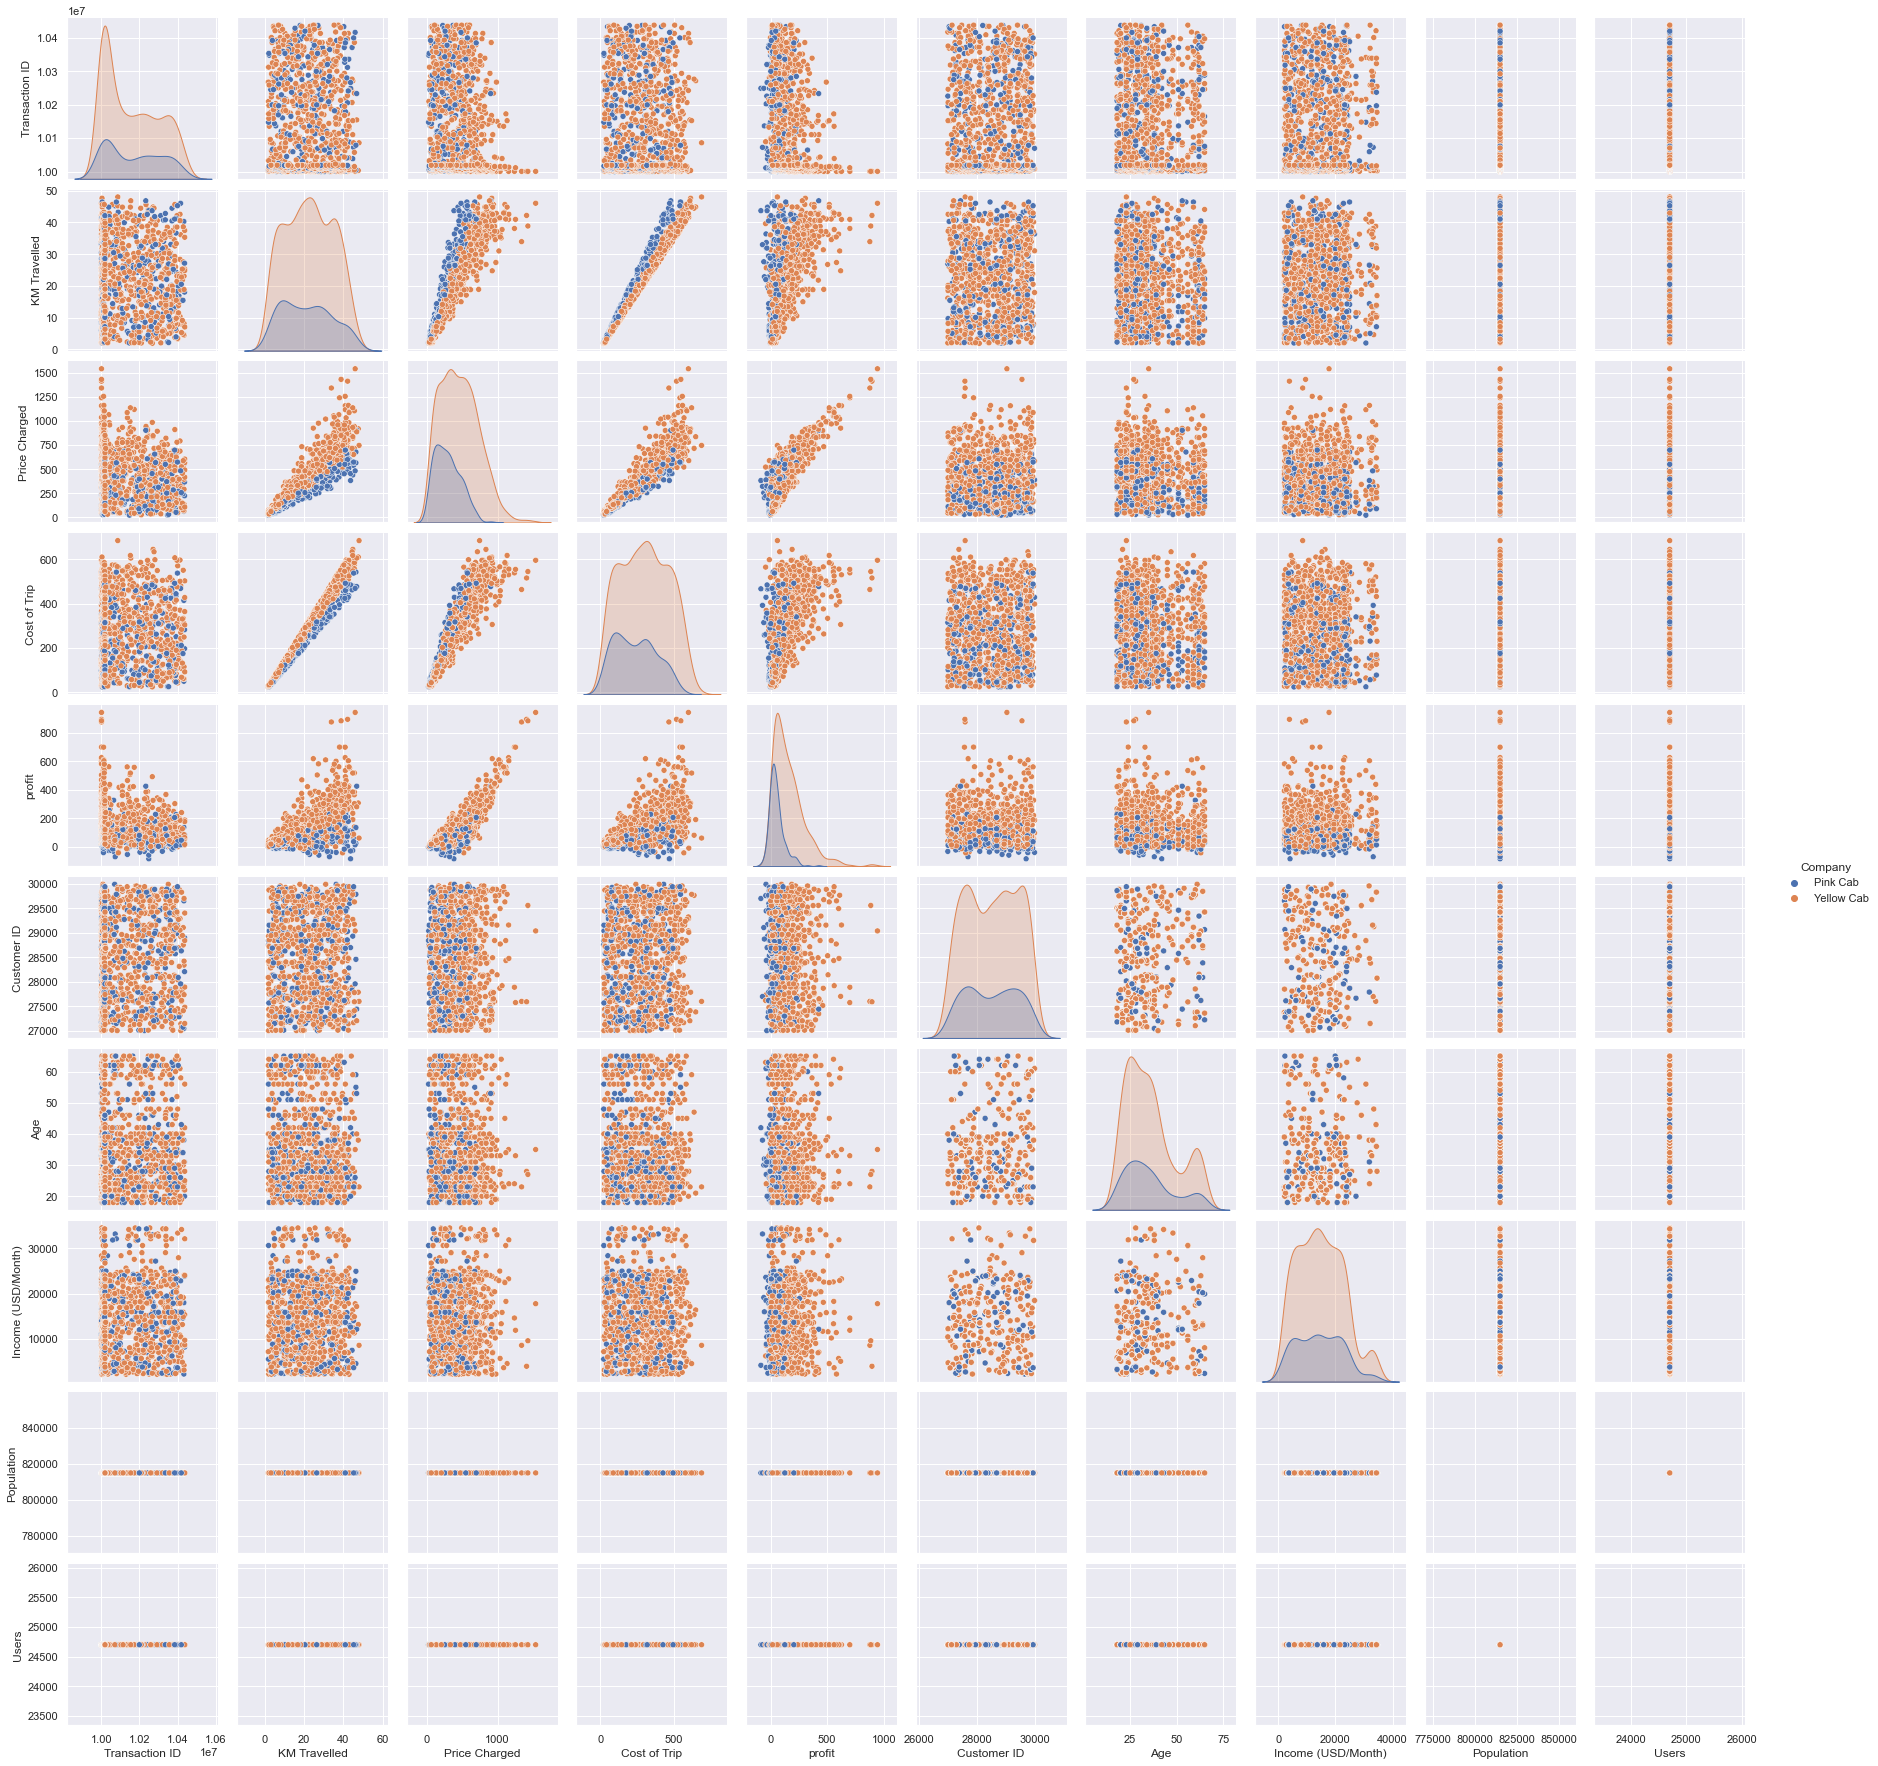 1e7
1.04
1.03
1.02
1.01
1.00
Transaction ID
50
40
30
20
10
0
KM Travelled
1500
1250
1000
750
500
250
0
Price Charged
600
400
200
0
Cost of Trip
800
600
400
200
0
profit
Company
Pink Cab
Yellow Cab
30000
29500
29000
28500
28000
27500
27000
Customer ID
60
50
40
30
20
Age
30000
20000
10000
Income (USD/Month)
840000
820000
800000
780000
Population
26000
25500
25000
24500
24000
23500
Users
1.00 1.02 1.04 1.06
1e7
Transaction ID
0 20 40 60
KM Travelled
0 1000
Price Charged
0 500
Cost of Trip
0 500 1000
profit
26000 28000 30000
Customer ID
25 50 75
Age
0 20000 40000
Income (USD/Month)
775000 800000 825000 850000
Population
24000 25000 26000
Users